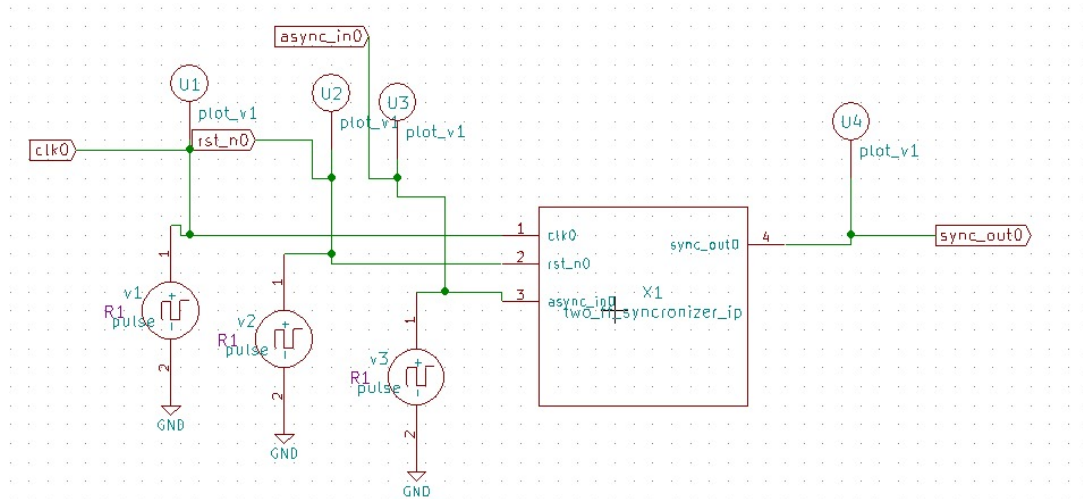 async_in0
U1
U2
U3
U4
plot_v1
plot_v1
plot_v1
plot_v1
clk0
rst_n0
1
clk0
sync_out0
4
sync_out0
2
rst_n0
3
async_in0
X1
two_ff_syncronizer_ip
1
v1
R1
pulse
2
GND
1
v2
R1
pulse
2
GND
1
v3
R1
pulse
2
GND